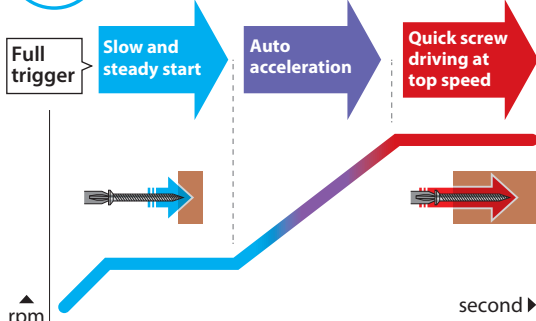 Full
trigger
Slow and
steady start
Auto
acceleration
Quick screw
driving at
top speed
rpm
second